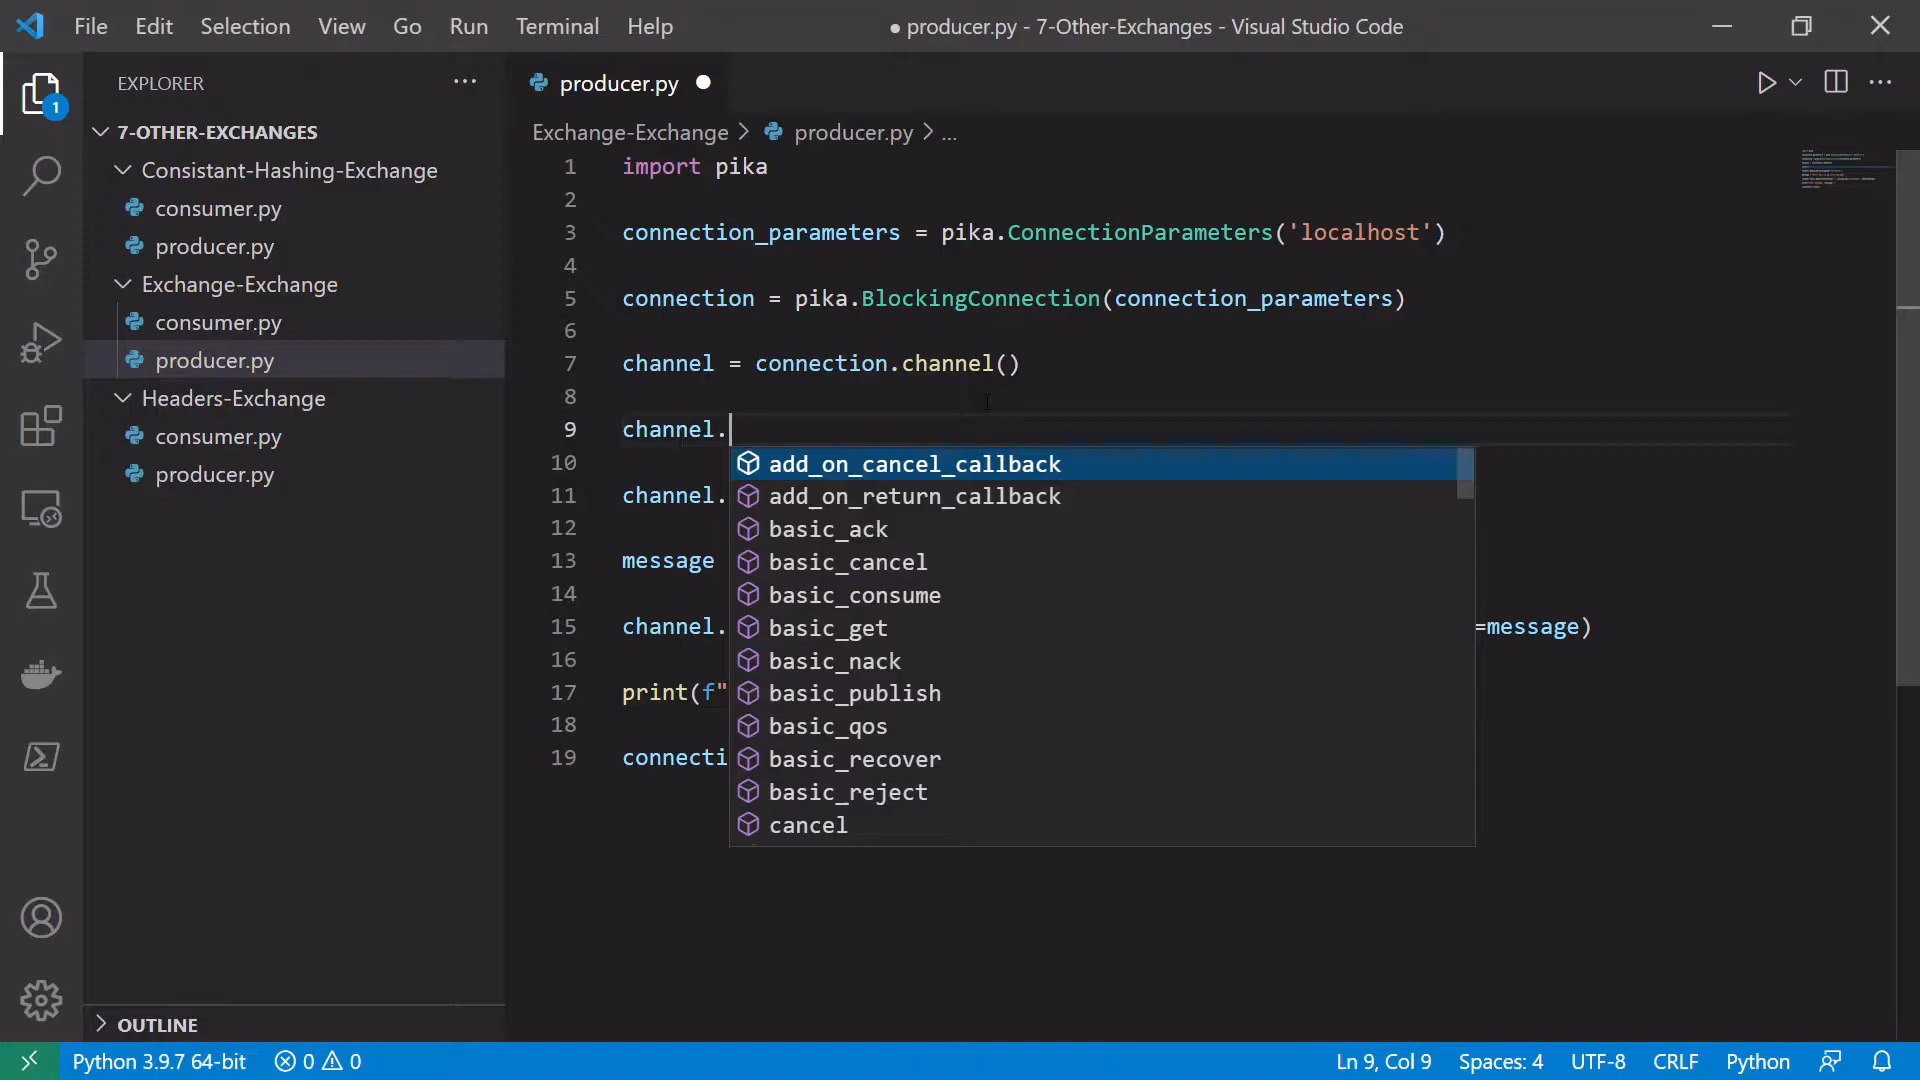 File Edit Selection View Go Run Terminal Help
● producer.py - 7-Other-Exchanges - Visual Studio Code
1
EXPLORER
7-OTHER-EXCHANGES
Consistant-Hashing-Exchange
consumer.py
producer.py
Exchange-Exchange
consumer.py
producer.py
Headers-Exchange
consumer.py
producer.py
OUTLINE
producer.py
Exchange-Exchange > producer.py > ...
1 import pika
2
3 connection_parameters = pika.ConnectionParameters('localhost')
4
5 connection = pika.BlockingConnection(connection_parameters)
6
7 channel = connection.channel()
8
9 channel.
10
11 channel.
12
13 message
14
15 channel. =message)
16
17 print(f"
18
19 connecti
add_on_cancel_callback
add_on_return_callback
basic_ack
basic_cancel
basic_consume
basic_get
basic_nack
basic_publish
basic_qos
basic_recover
basic_reject
cancel
Python 3.9.7 64-bit 0 0 Ln 9, Col 9 Spaces: 4 UTF-8 CRLF Python